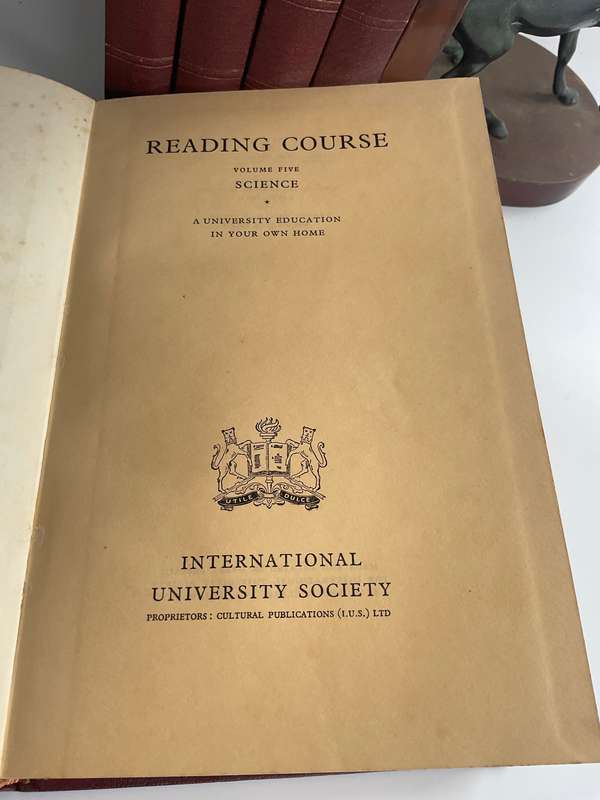 READING COURSE
VOLUME FIVE
SCIENCE
A UNIVERSITY EDUCATION
IN YOUR OWN HOME
UTILE DULCE
INTERNATIONAL
UNIVERSITY SOCIETY
PROPRIETORS: CULTURAL PUBLICATIONS (I.U.S.) LTD